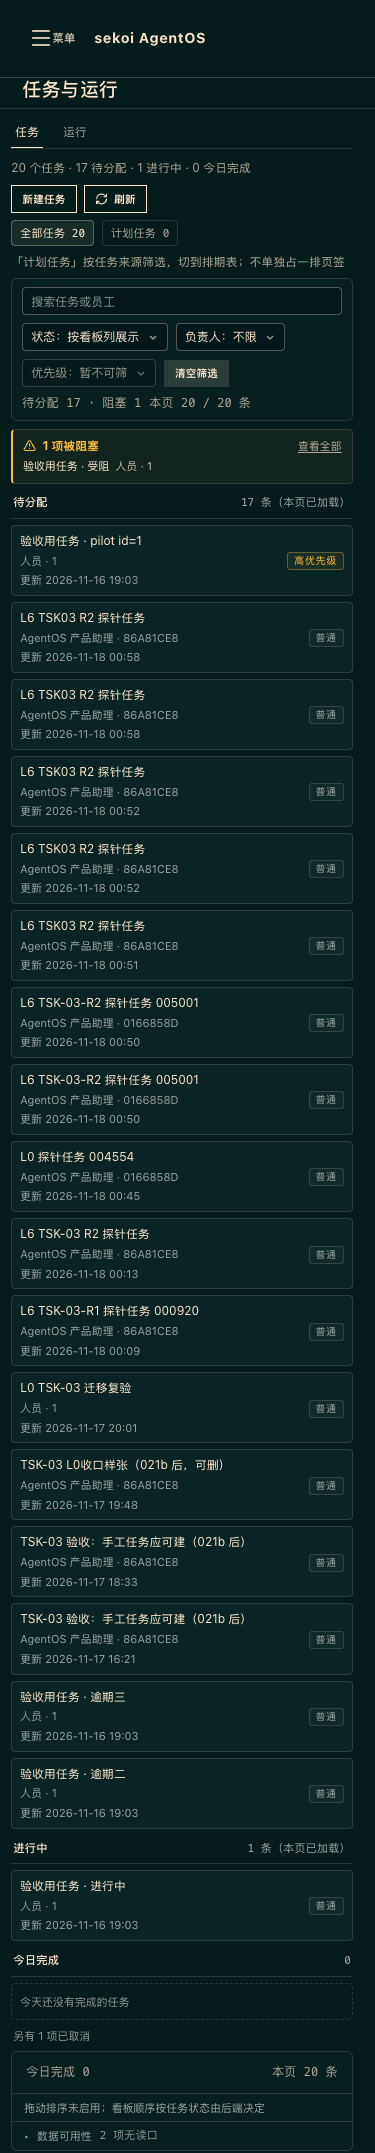 菜单 sekoi AgentOS
任务与运行
任务 运行
20 个任务 · 17 待分配 · 1 进行中 · 0 今日完成
新建任务 刷新
全部任务 20 计划任务 0
「计划任务」按任务来源筛选，切到排期表；不单独占一排页签
搜索任务或员工
状态：按看板列展示 负责人：不限
优先级：暂不可筛 清空筛选
待分配 17 · 阻塞 1 本页 20 / 20 条
1 项被阻塞 查看全部
验收用任务 · 受阻 人员 · 1
待分配 17 条（本页已加载）
验收用任务 · pilot id=1
人员 · 1 高优先级
更新 2026-11-16 19:03
L6 TSK03 R2 探针任务
AgentOS 产品助理 · 86A81CE8 普通
更新 2026-11-18 00:58
L6 TSK03 R2 探针任务
AgentOS 产品助理 · 86A81CE8 普通
更新 2026-11-18 00:58
L6 TSK03 R2 探针任务
AgentOS 产品助理 · 86A81CE8 普通
更新 2026-11-18 00:52
L6 TSK03 R2 探针任务
AgentOS 产品助理 · 86A81CE8 普通
更新 2026-11-18 00:52
L6 TSK03 R2 探针任务
AgentOS 产品助理 · 86A81CE8 普通
更新 2026-11-18 00:51
L6 TSK-03-R2 探针任务 005001
AgentOS 产品助理 · 0166858D 普通
更新 2026-11-18 00:50
L6 TSK-03-R2 探针任务 005001
AgentOS 产品助理 · 0166858D 普通
更新 2026-11-18 00:50
L0 探针任务 004554
AgentOS 产品助理 · 0166858D 普通
更新 2026-11-18 00:45
L6 TSK-03 R2 探针任务
AgentOS 产品助理 · 86A81CE8 普通
更新 2026-11-18 00:13
L6 TSK-03-R1 探针任务 000920
AgentOS 产品助理 · 86A81CE8 普通
更新 2026-11-18 00:09
L0 TSK-03 迁移复验
人员 · 1 普通
更新 2026-11-17 20:01
TSK-03 L0收口样张（021b 后，可删）
AgentOS 产品助理 · 86A81CE8 普通
更新 2026-11-17 19:48
TSK-03 验收：手工任务应可建（021b 后）
AgentOS 产品助理 · 86A81CE8 普通
更新 2026-11-17 18:33
TSK-03 验收：手工任务应可建（021b 后）
AgentOS 产品助理 · 86A81CE8 普通
更新 2026-11-17 16:21
验收用任务 · 逾期三
人员 · 1 普通
更新 2026-11-16 19:03
验收用任务 · 逾期二
人员 · 1 普通
更新 2026-11-16 19:03
进行中 1 条（本页已加载）
验收用任务 · 进行中
人员 · 1 普通
更新 2026-11-16 19:03
今日完成 0
今天还没有完成的任务
另有 1 项已取消
今日完成 0 本页 20 条
拖动排序未启用；看板顺序按任务状态由后端决定
数据可用性 2 项无读口